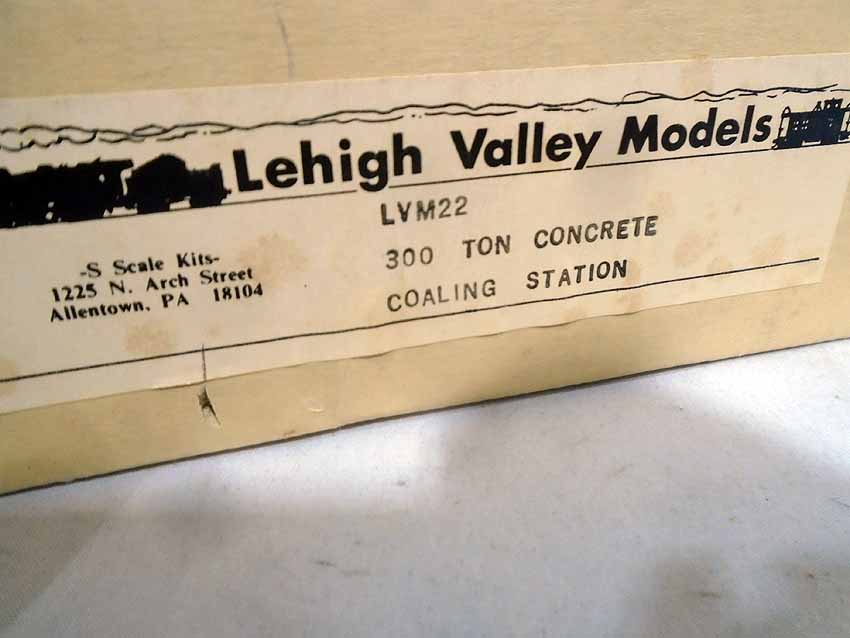 Lehigh Valley Models
LVM22
300 TON CONCRETE
COALING STATION
-S Scale Kits-
1225 N. Arch Street
Allentown, PA 18104